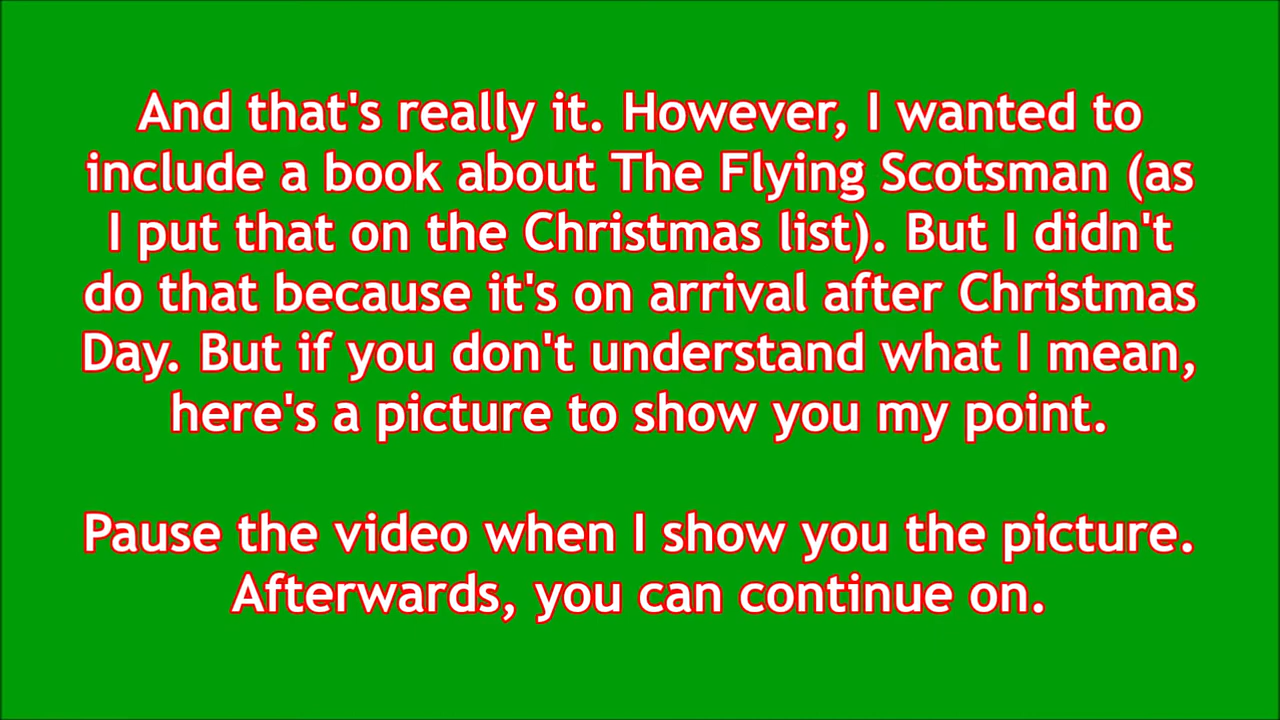 And that's really it. However, I wanted to
include a book about The Flying Scotsman (as
I put that on the Christmas list). But I didn't
do that because it's on arrival after Christmas
Day. But if you don't understand what I mean,
here's a picture to show you my point.
Pause the video when I show you the picture.
Afterwards, you can continue on.